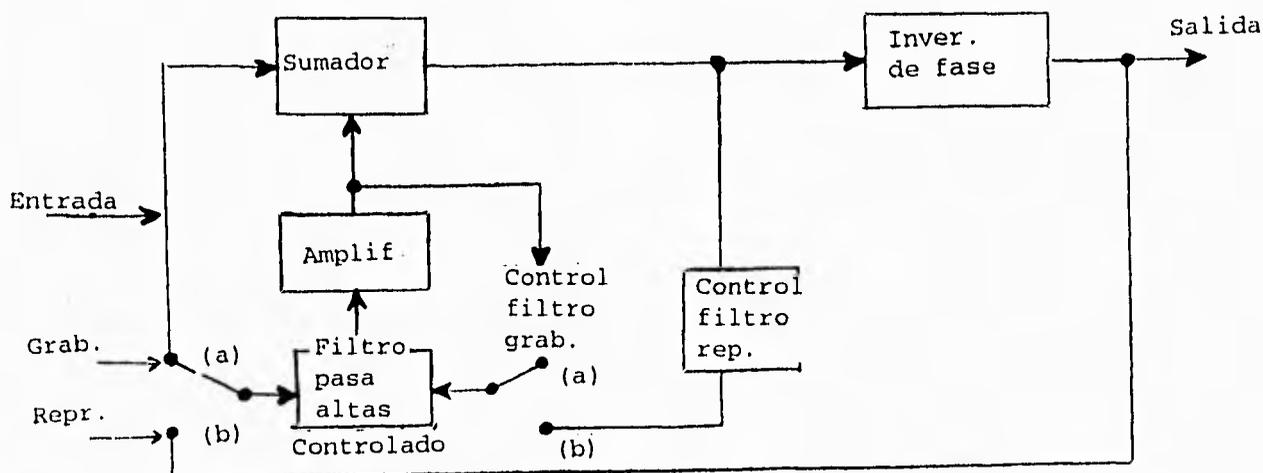 Salida
Inver.
de fase
Sumador
Entrada
Amplif.
Control
filtro
grab.
Control
filtro
rep.
Grab.
(a)
Filtro
pasa
altas
Controlado
(a)
Repr.
(b)
(b)